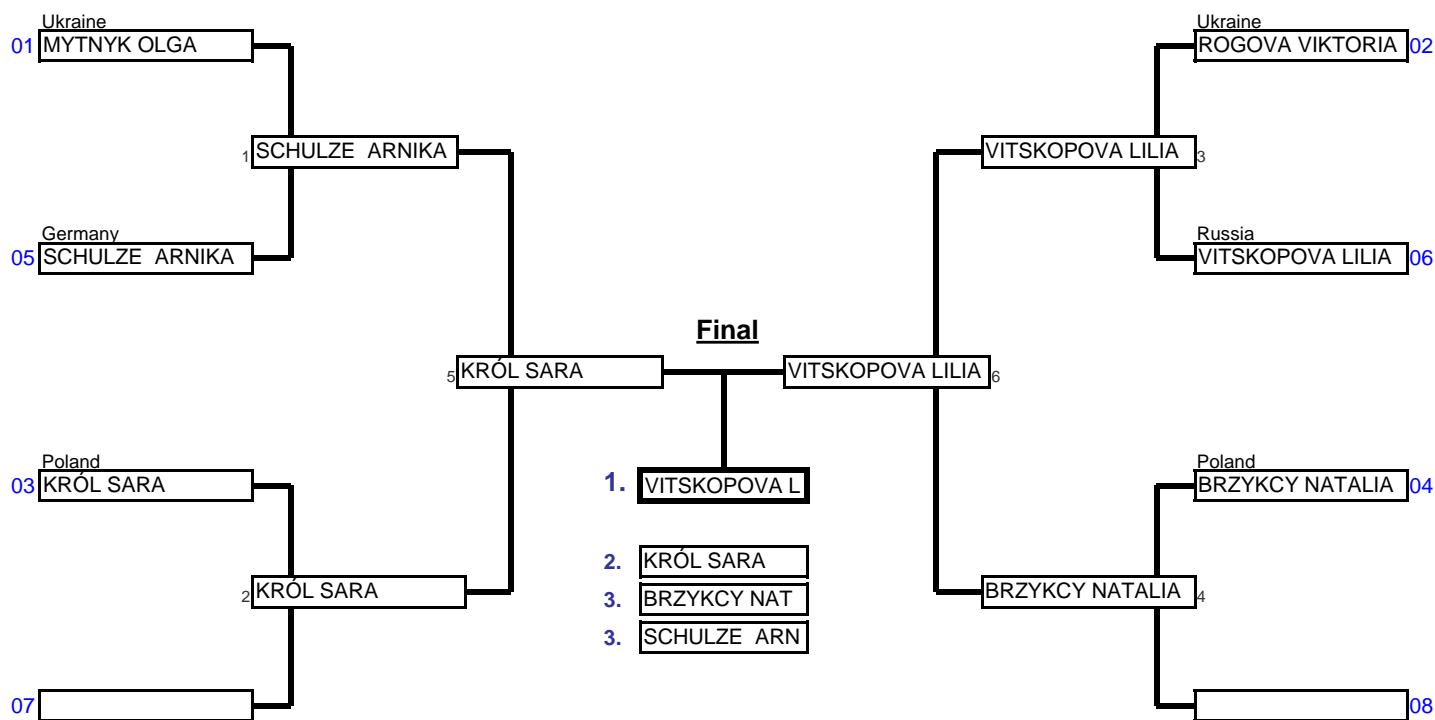 Ukraine
01 MYTNYK OLGA
Ukraine
ROGOVA VIKTORIA 02
1 SCHULZE  ARNIKA
VITSKOPOVA LILIA 3
Germany
05 SCHULZE  ARNIKA
Russia
VITSKOPOVA LILIA 06
Final
5 KRÓL SARA
VITSKOPOVA LILIA 6
Poland
03 KRÓL SARA
1. VITSKOPOVA L
Poland
BRZYKCY NATALIA 04
2. KRÓL SARA
2 KRÓL SARA
3. BRZYKCY NAT
BRZYKCY NATALIA 4
3. SCHULZE  ARN
07
08